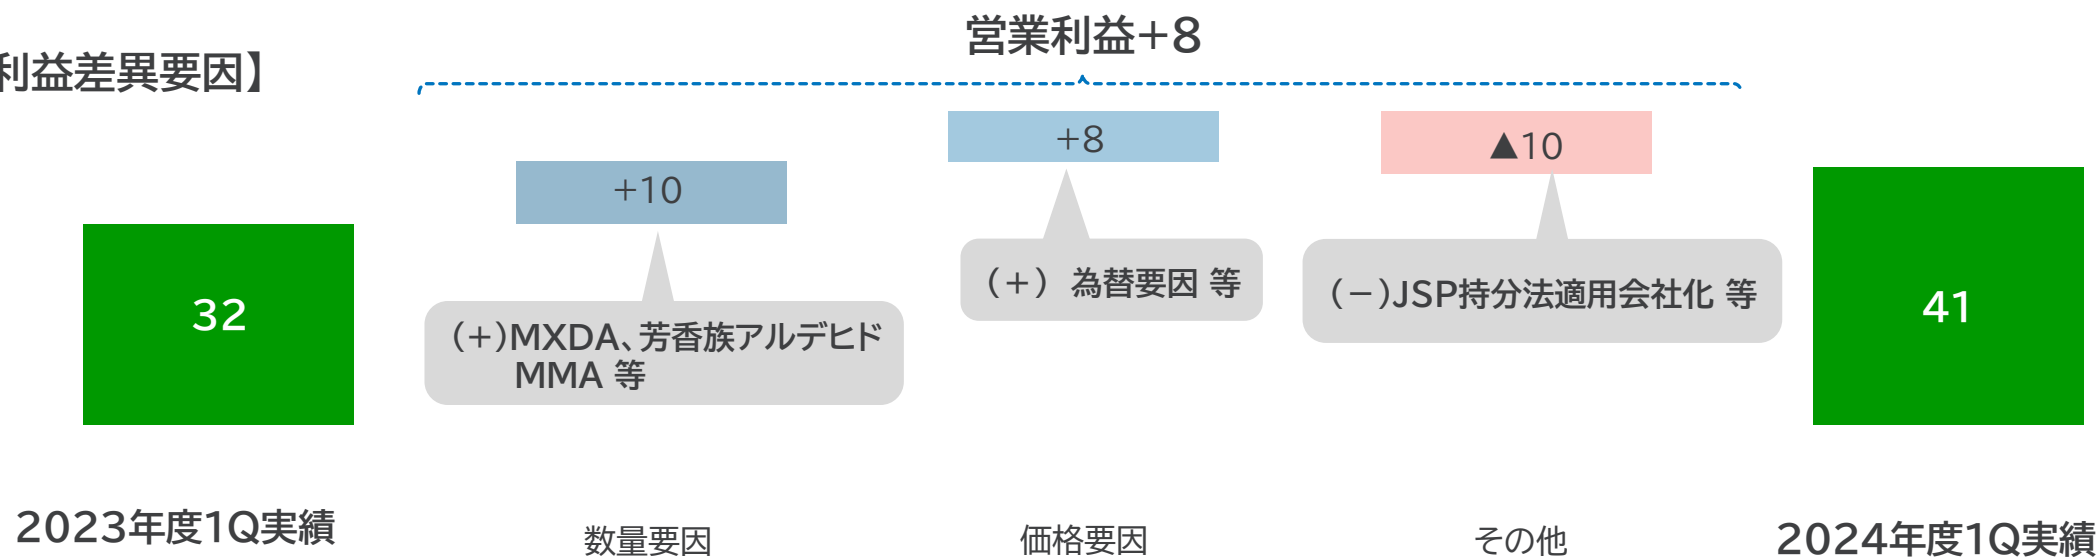 営業利益+8
利益差異要因】
+8
▲10
+10
(+) 為替要因 等
(-)JSP持分法適用会社化 等
32
41
(+)MXDA、芳香族アルデヒド
MMA 等
2023年度1Q実績
数量要因
価格要因
その他
2024年度1Q実績